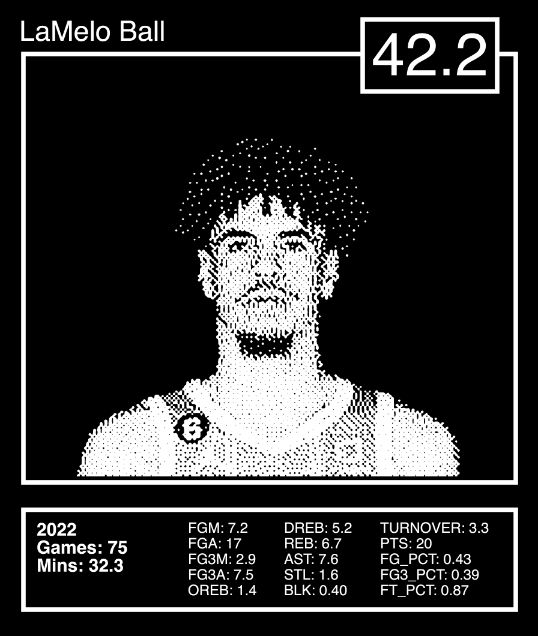 LaMelo Ball
42.2
6
2022
Games: 75
Mins: 32.3
FGM: 7.2
FGA: 17
FG3M: 2.9
FG3A: 7.5
OREB: 1.4
DREB: 5.2
REB: 6.7
AST: 7.6
STL: 1.6
BLK: 0.40
TURNOVER: 3.3
PTS: 20
FG_PCT: 0.43
FG3_PCT: 0.39
FT_PCT: 0.87